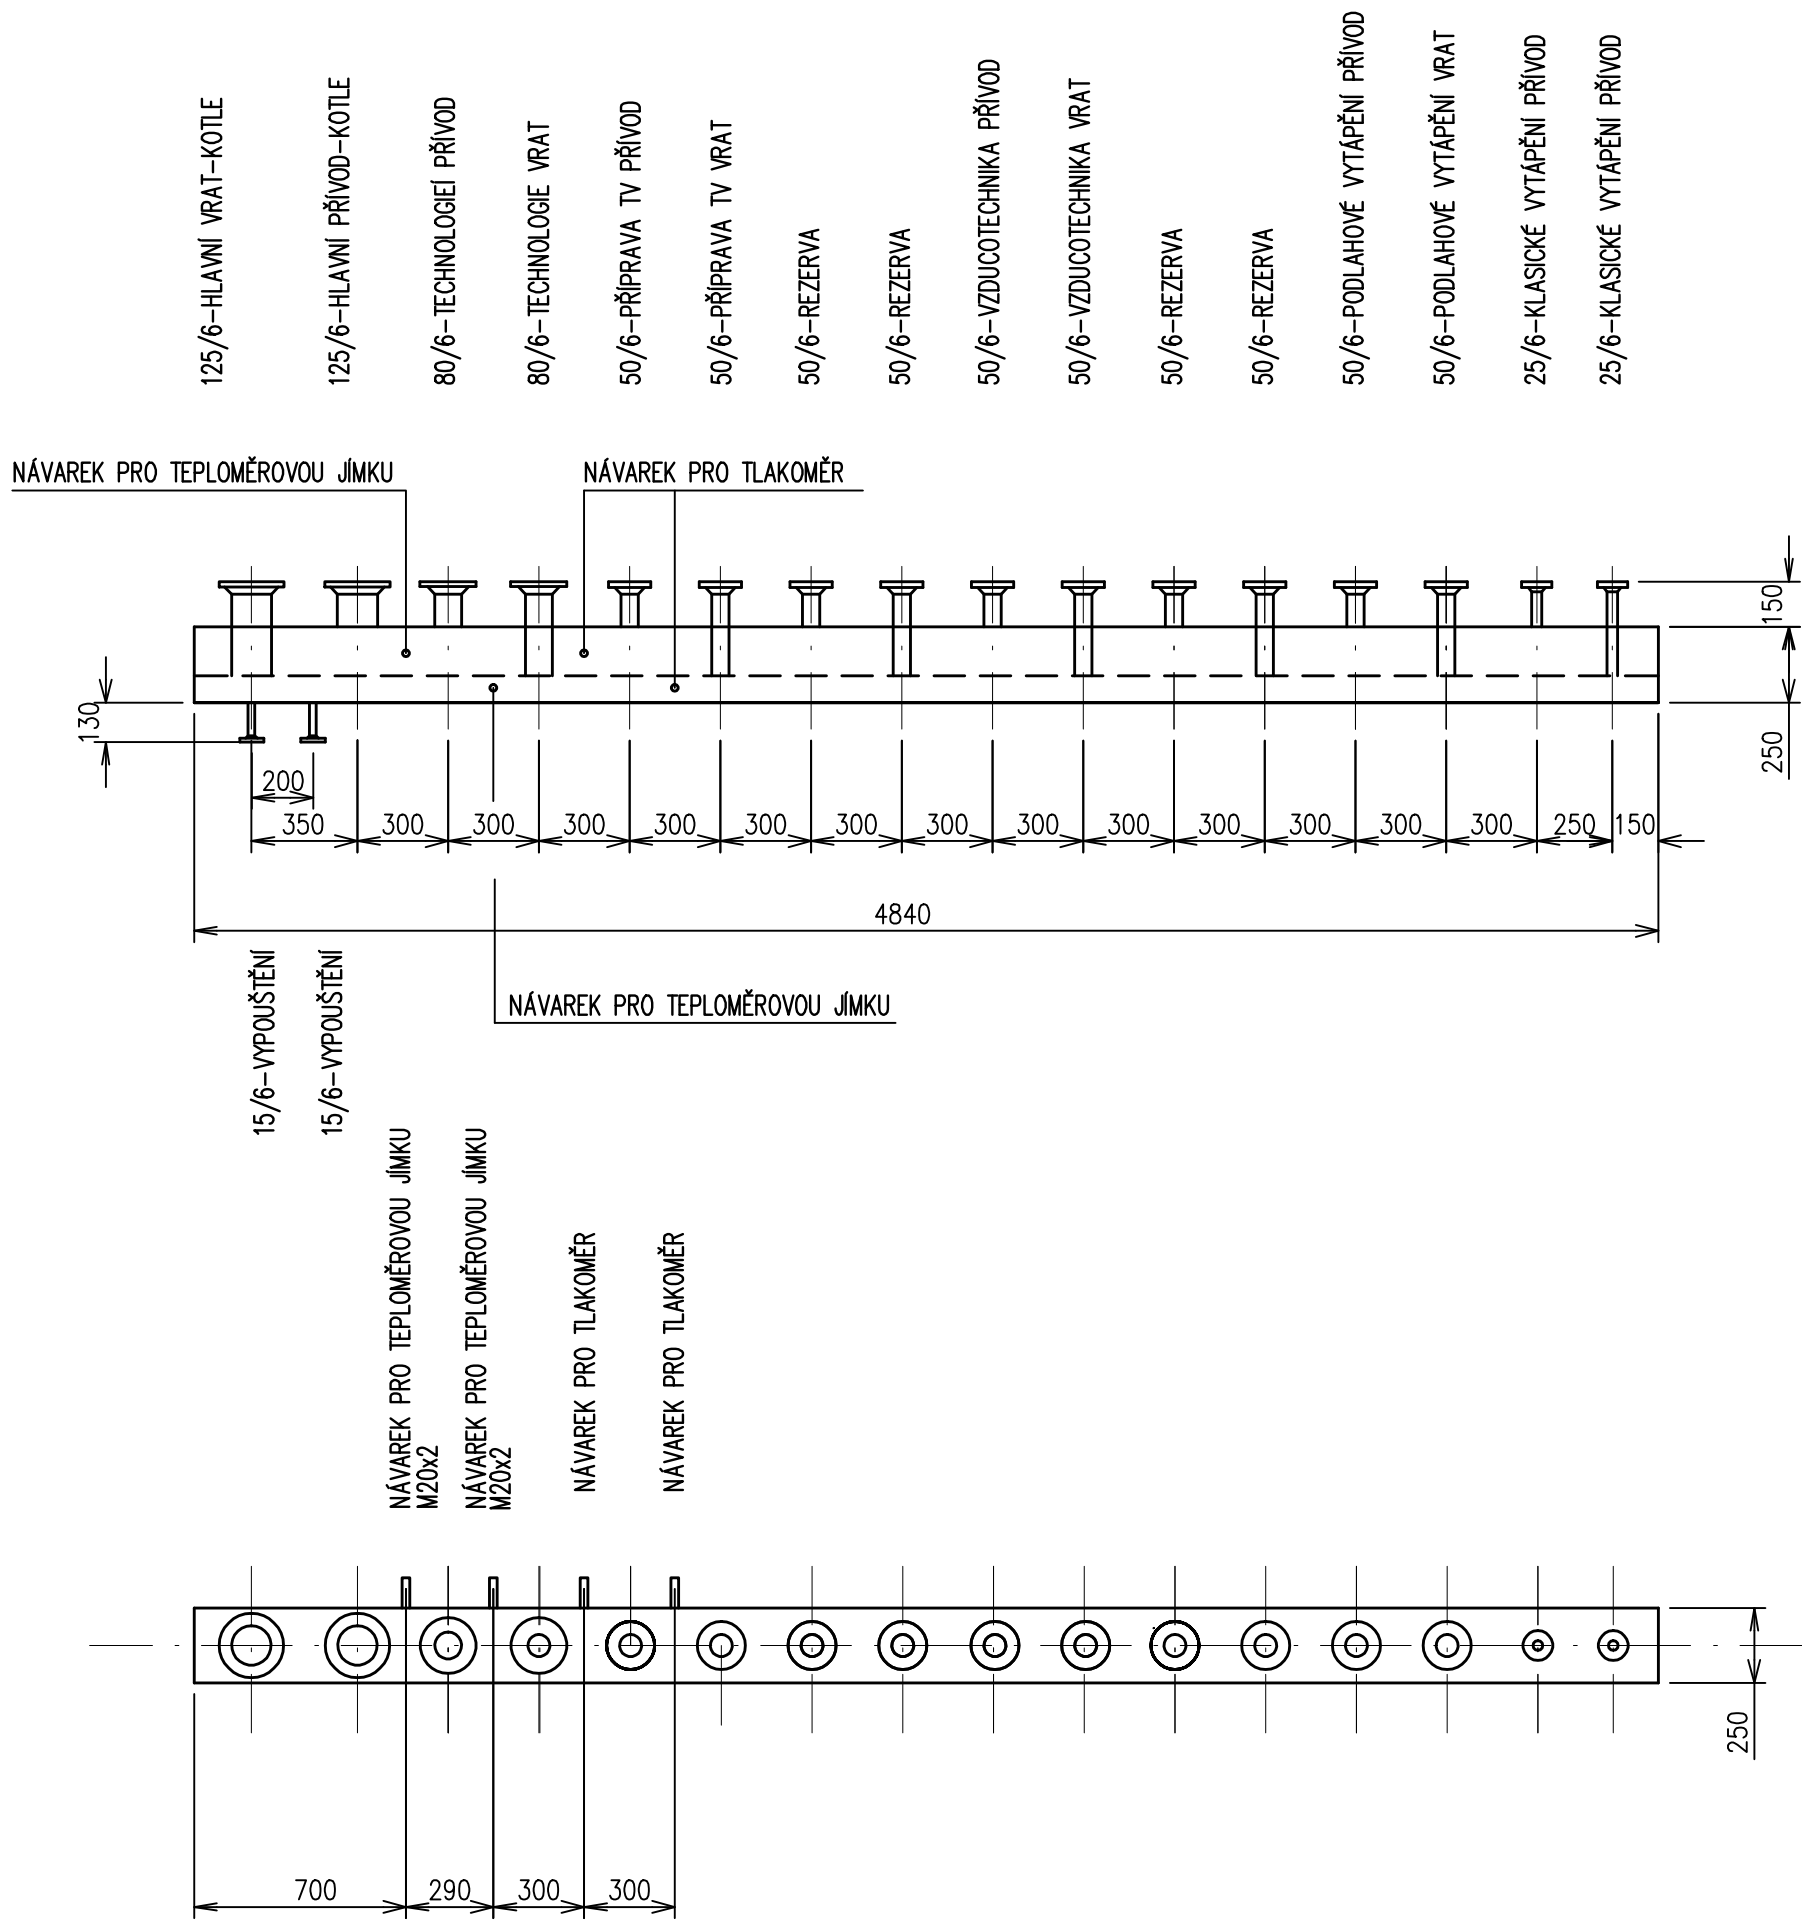 125/6-HLAVNÍ VRAT-KOTLE
125/6-HLAVNÍ PŘÍVOD-KOTLE
80/6-TECHNOLOGIEÍ PŘÍVOD
80/6-TECHNOLOGIE VRAT
50/6-PŘÍPRAVA TV PŘÍVOD
50/6-PŘÍPRAVA TV VRAT
50/6-REZERVA
50/6-REZERVA
50/6-VZDUCOTECHNIKA PŘÍVOD
50/6-VZDUCOTECHNIKA VRAT
50/6-REZERVA
50/6-REZERVA
50/6-PODLAHOVÉ VYTÁPĚNÍ PŘÍVOD
50/6-PODLAHOVÉ VYTÁPĚNÍ VRAT
25/6-KLASICKÉ VYTÁPĚNÍ PŘÍVOD
25/6-KLASICKÉ VYTÁPĚNÍ PŘÍVOD
NÁVAREK PRO TEPLOMĚROVOU JÍMKU
NÁVAREK PRO TLAKOMĚR
150
130
250
200
350
300
300
300
300
300
300
300
300
300
300
300
300
300
250
150
4840
15/6-VYPOUŠTĚNÍ
15/6-VYPOUŠTĚNÍ
NÁVAREK PRO TEPLOMĚROVOU JÍMKU
NÁVAREK PRO TEPLOMĚROVOU JÍMKU
M20x2
NÁVAREK PRO TEPLOMĚROVOU JÍMKU
M20x2
NÁVAREK PRO TLAKOMĚR
NÁVAREK PRO TLAKOMĚR
250
700
290
300
300